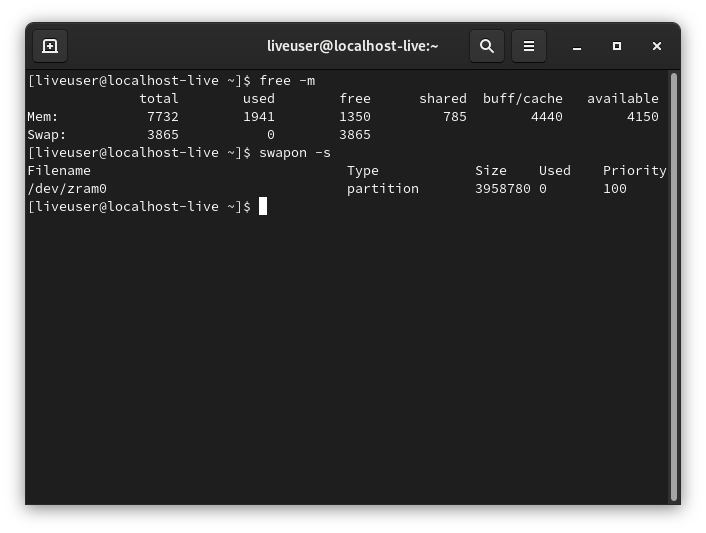 liveuser@localhost-live:~
[liveuser@localhost-live ~]$ free -m
              total        used        free      shared  buff/cache   available
Mem:           7732        1941        1350         785        4440        4150
Swap:          3865           0        3865
[liveuser@localhost-live ~]$ swapon -s
Filename                                Type            Size    Used    Priority
/dev/zram0                              partition       3958780 0       100
[liveuser@localhost-live ~]$